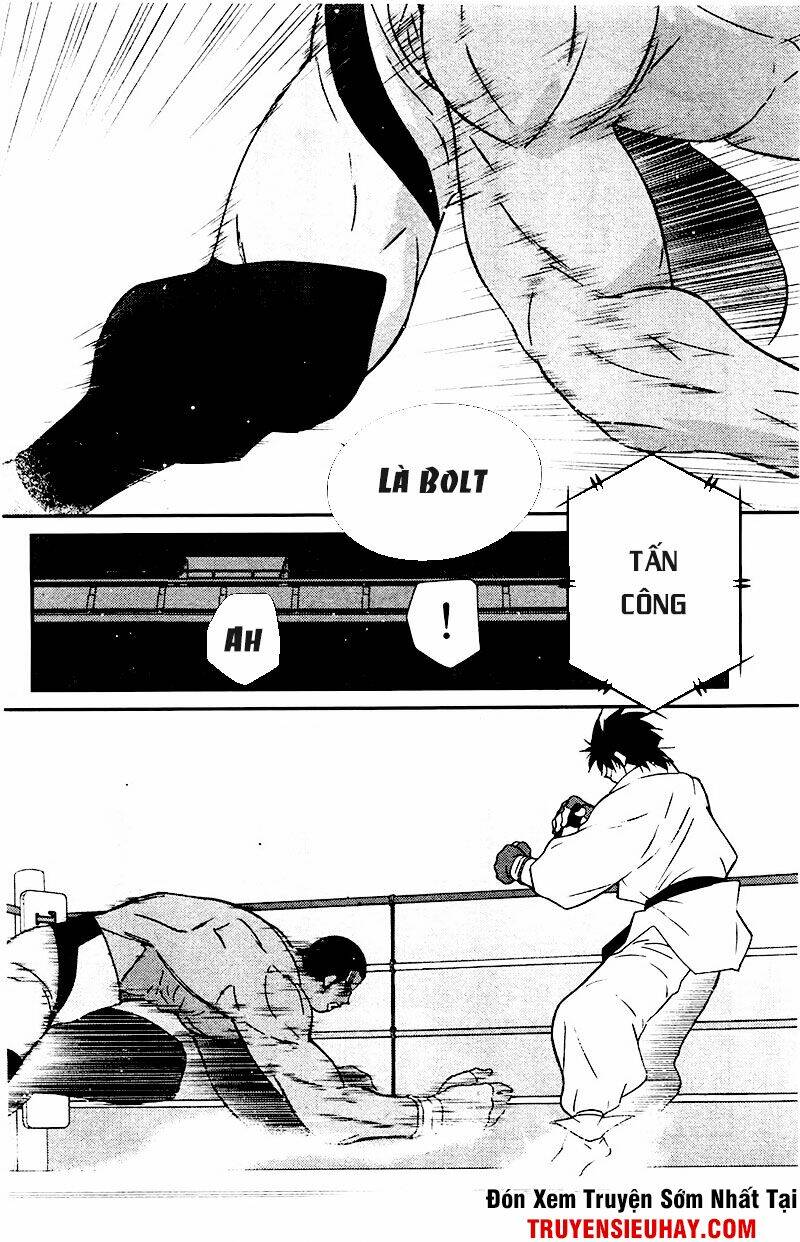 LÀ BOLT
TẤN
CÔNG
!
AH
Đón Xem Truyện Sớm Nhất Tại
TRUYENSIEUHAY.COM